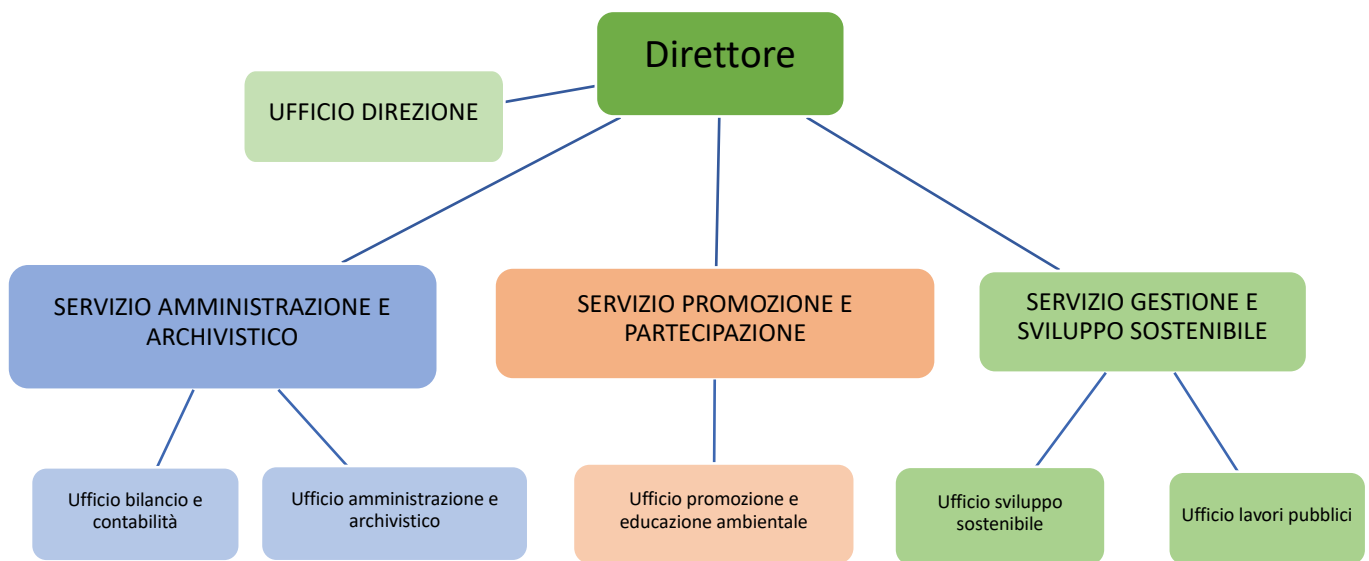 Direttore
UFFICIO DIREZIONE
SERVIZIO AMMINISTRAZIONE E
ARCHIVISTICO
SERVIZIO PROMOZIONE E
PARTECIPAZIONE
SERVIZIO GESTIONE E
SVILUPPO SOSTENIBILE
Ufficio bilancio e
contabilità
Ufficio amministrazione e
archivistico
Ufficio promozione e
educazione ambientale
Ufficio sviluppo
sostenibile
Ufficio lavori pubblici